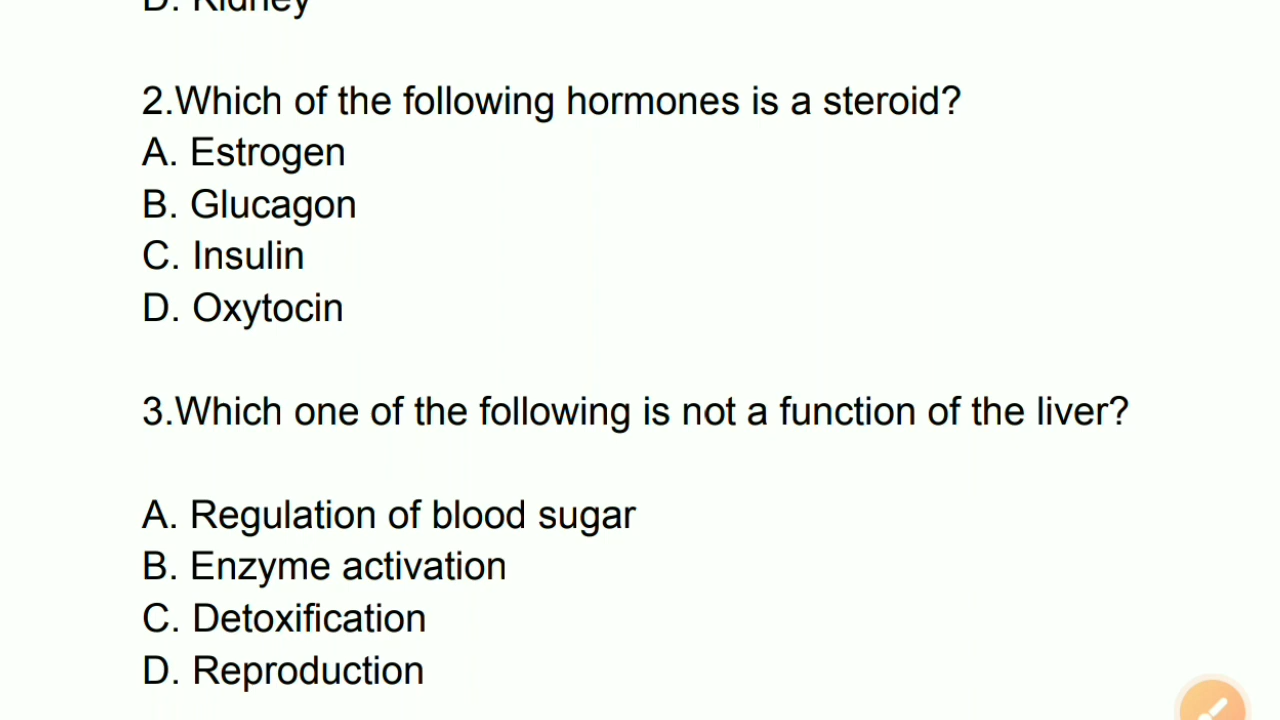 D. Kidney
2.Which of the following hormones is a steroid?
A. Estrogen
B. Glucagon
C. Insulin
D. Oxytocin
3.Which one of the following is not a function of the liver?
A. Regulation of blood sugar
B. Enzyme activation
C. Detoxification
D. Reproduction